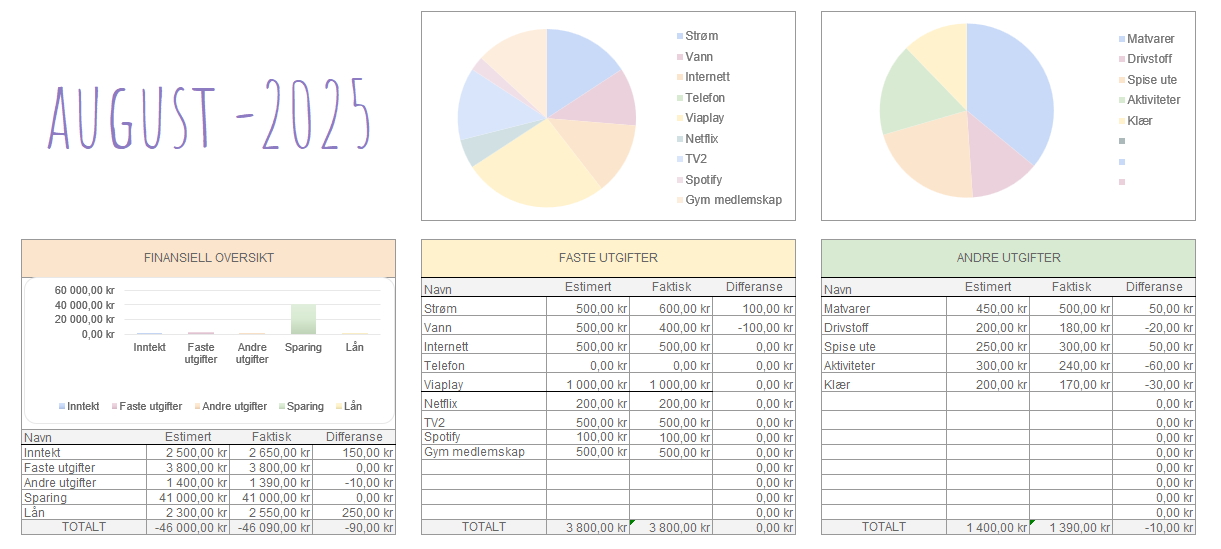 AUGUST -2025
Strøm
Vann
Internett
Telefon
Viaplay
Netflix
TV2
Spotify
Gym medlemskap
Matvarer
Drivstoff
Spise ute
Aktiviteter
Klær
FINANSIELL OVERSIKT
60 000,00 kr
40 000,00 kr
20 000,00 kr
0,00 kr
Inntekt Faste utgifter Andre utgifter Sparing Lån
Inntekt Faste utgifter Andre utgifter Sparing Lån
Navn Estimert Faktisk Differanse
Inntekt 2 500,00 kr 2 650,00 kr 150,00 kr
Faste utgifter 3 800,00 kr 3 800,00 kr 0,00 kr
Andre utgifter 1 400,00 kr 1 390,00 kr -10,00 kr
Sparing 41 000,00 kr 41 000,00 kr 0,00 kr
Lån 2 300,00 kr 2 550,00 kr 250,00 kr
TOTALT -46 000,00 kr -46 090,00 kr -90,00 kr
FASTE UTGIFTER
Navn Estimert Faktisk Differanse
Strøm 500,00 kr 600,00 kr 100,00 kr
Vann 500,00 kr 400,00 kr -100,00 kr
Internett 500,00 kr 500,00 kr 0,00 kr
Telefon 0,00 kr 0,00 kr 0,00 kr
Viaplay 1 000,00 kr 1 000,00 kr 0,00 kr
Netflix 200,00 kr 200,00 kr 0,00 kr
TV2 500,00 kr 500,00 kr 0,00 kr
Spotify 100,00 kr 100,00 kr 0,00 kr
Gym medlemskap 500,00 kr 500,00 kr 0,00 kr
0,00 kr
0,00 kr
0,00 kr
0,00 kr
TOTALT 3 800,00 kr 3 800,00 kr 0,00 kr
ANDRE UTGIFTER
Navn Estimert Faktisk Differanse
Matvarer 450,00 kr 500,00 kr 50,00 kr
Drivstoff 200,00 kr 180,00 kr -20,00 kr
Spise ute 250,00 kr 300,00 kr 50,00 kr
Aktiviteter 300,00 kr 240,00 kr -60,00 kr
Klær 200,00 kr 170,00 kr -30,00 kr
0,00 kr
0,00 kr
0,00 kr
0,00 kr
0,00 kr
0,00 kr
0,00 kr
0,00 kr
TOTALT 1 400,00 kr 1 390,00 kr -10,00 kr